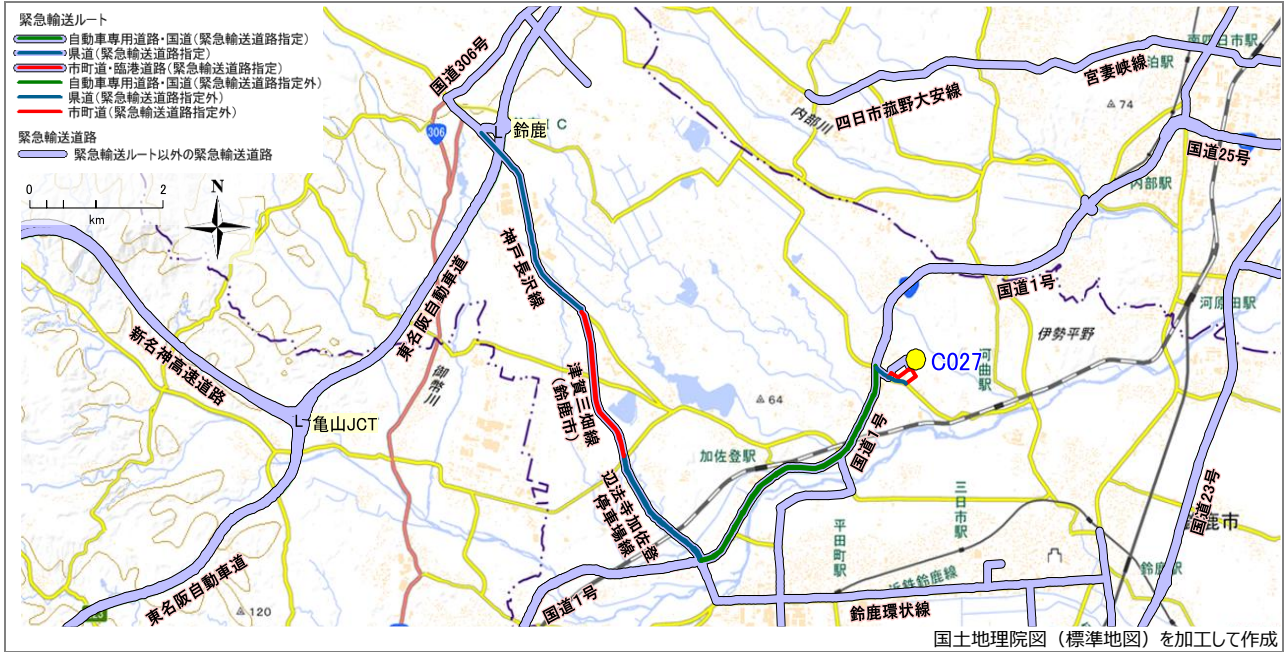 緊急輸送ルート
自動車専用道路・国道(緊急輸送道路指定)
県道(緊急輸送道路指定)
市町道・臨港道路(緊急輸送道路指定)
自動車専用道路・国道(緊急輸送道路指定外)
県道(緊急輸送道路指定外)
市町道(緊急輸送道路指定外)
緊急輸送道路
緊急輸送ルート以外の緊急輸送道路
0 2
km
N
国道306号
306
鈴鹿
IC
南四日市駅
泊駅
宮妻峡線
四日市菰野大安線
74
内部川
国道25号
内部駅
神戸長沢線
東名阪自動車道
国道1号
河原田駅
伊勢平野
新名神高速道路
御幣川
津賀三畑線
(鈴鹿市)
C027
河曲駅
64
亀山JCT
加佐登駅
国道1号
辺法寺加佐登
停車場線
三日市駅
国道23号
鹿市
平田町駅
近鉄鈴鹿線
東名阪自動車道
120
国道1号
鈴鹿環状線
国土地理院図(標準地図)を加工して作成